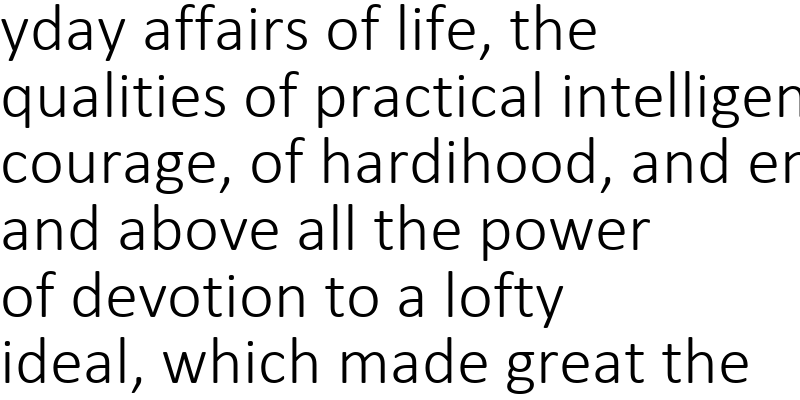 yday affairs of life, the
qualities of practical intelligen
courage, of hardihood, and en
and above all the power
of devotion to a lofty
ideal, which made great the